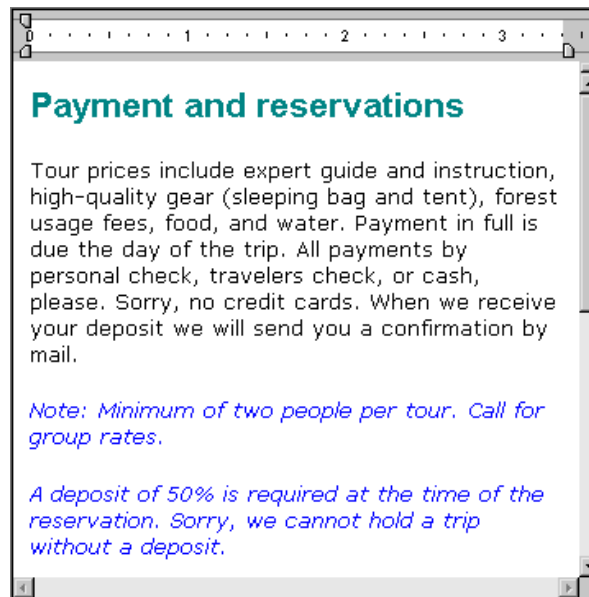 0 1 2 3
Payment and reservations
Tour prices include expert guide and instruction,
high-quality gear (sleeping bag and tent), forest
usage fees, food, and water. Payment in full is
due the day of the trip. All payments by
personal check, travelers check, or cash,
please. Sorry, no credit cards. When we receive
your deposit we will send you a confirmation by
mail.
Note: Minimum of two people per tour. Call for
group rates.
A deposit of 50% is required at the time of the
reservation. Sorry, we cannot hold a trip
without a deposit.